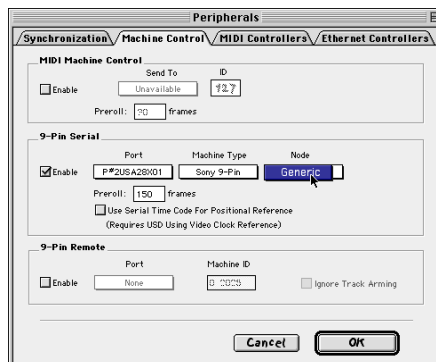 Peripherals
Synchronization Machine Control MIDI Controllers Ethernet Controllers
MIDI Machine Control
Send To ID
Enable Unavailable 127
Preroll: 20 frames
9-Pin Serial
Port Machine Type Node
Enable P#2USA28X01 Sony 9-Pin Generic
Preroll: 150 frames
Use Serial Time Code For Positional Reference
(Requires USD Using Video Clock Reference)
9-Pin Remote
Port Machine ID
Enable None Ignore Track Arming
Cancel OK